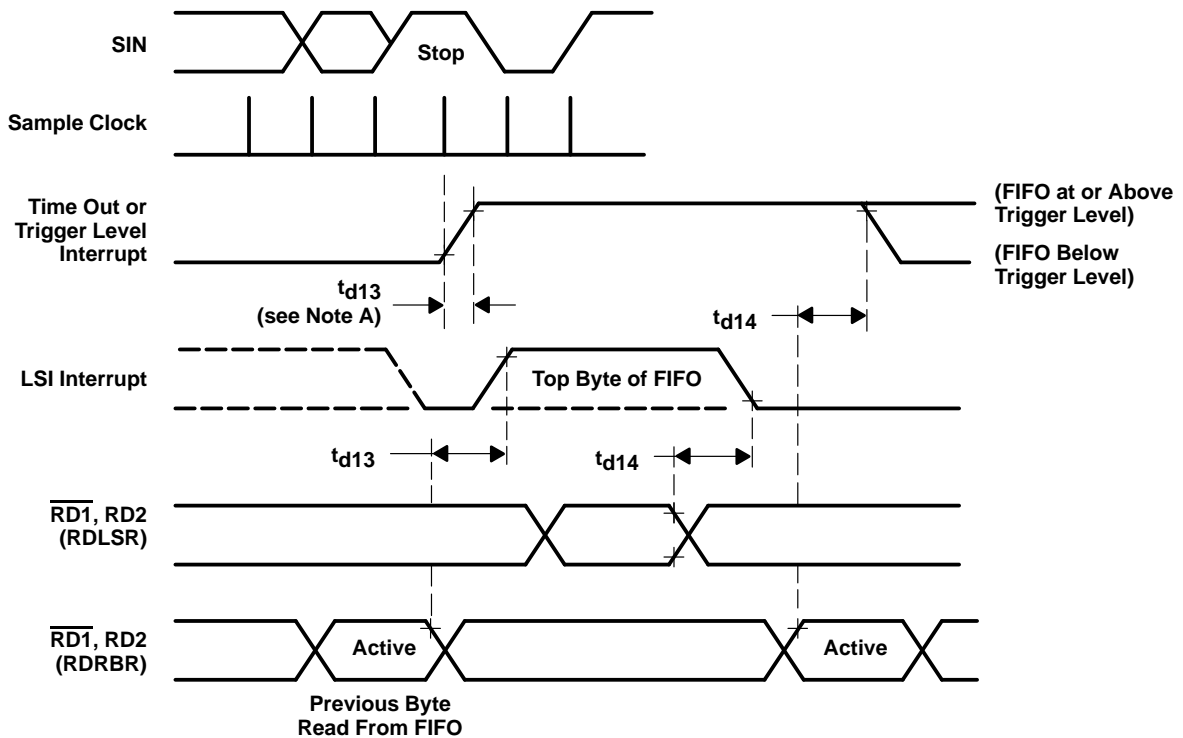 SIN
Stop
Sample Clock
Time Out or
Trigger Level
Interrupt
(FIFO at or Above
Trigger Level)
(FIFO Below
Trigger Level)
td13
(see Note A)
td14
LSI Interrupt
Top Byte of FIFO
td13
td14
RD1, RD2
(RDLSR)
RD1, RD2
(RDRBR)
Active
Active
Previous Byte
Read From FIFO